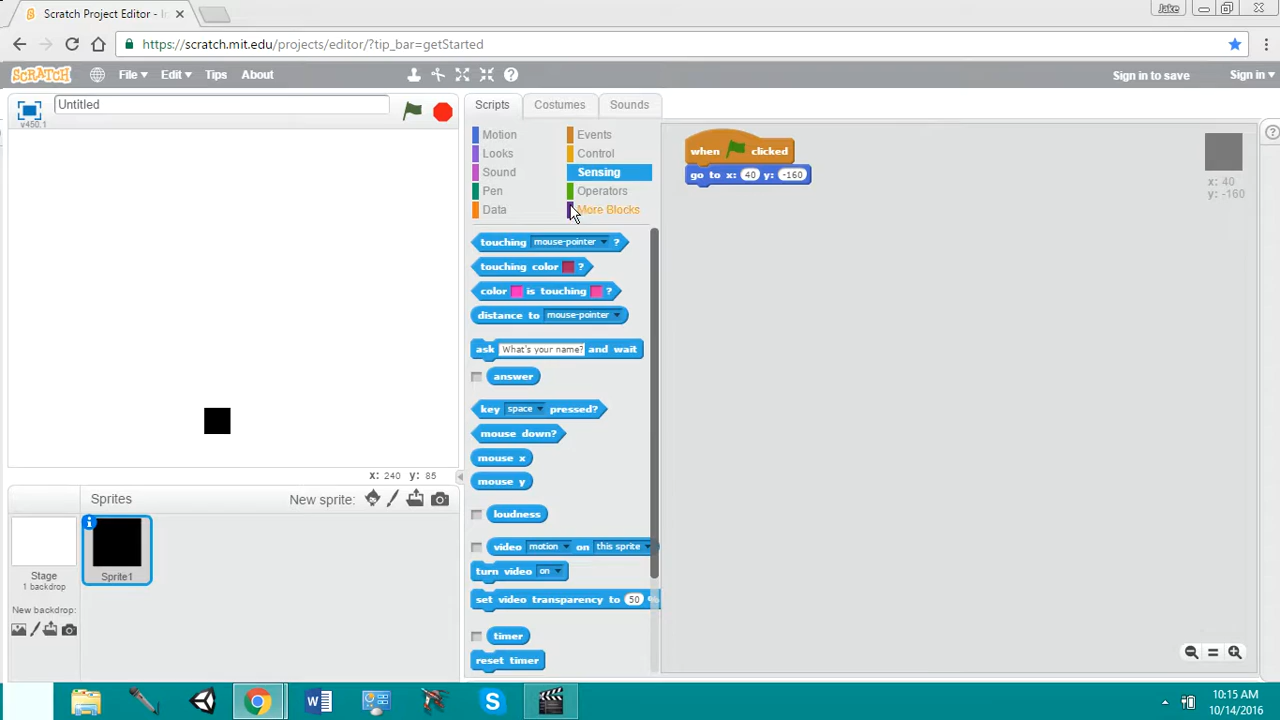 Scratch Project Editor - I
Jake
https://scratch.mit.edu/projects/editor/?tip_bar=getStarted
SCRATCH
File
Edit
Tips
About
Sign in to save
Sign in
Untitled
v450.1
Scripts
Costumes
Sounds
Motion
Events
Looks
Control
Sound
Sensing
Pen
Operators
Data
More Blocks
when clicked
go to x: 40 y: -160
x: 40
y: -160
touching mouse-pointer ?
touching color ?
color is touching ?
distance to mouse-pointer
ask What's your name? and wait
answer
key space pressed?
mouse down?
mouse x
mouse y
loudness
video motion on this sprite
turn video on
set video transparency to 50 %
timer
reset timer
x: 240 y: 85
Sprites
New sprite:
Stage
1 backdrop
New backdrop:
Sprite1
10:15 AM
10/14/2016